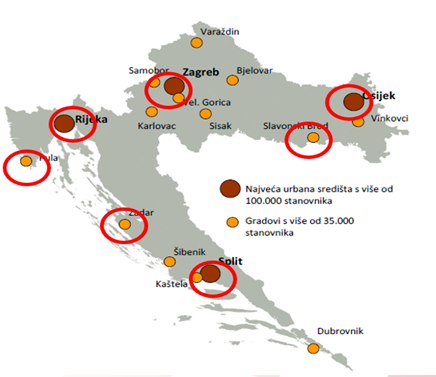 Varaždin
Samobor
Zagreb
Bjelovar
Osijek
Vel. Gorica
Vinkovci
Rijeka
Karlovac
Sisak
Slavonski Brod
Pula
Najveća urbana središta s više od
100.000 stanovnika
Zadar
Gradovi s više od 35.000
stanovnika
Šibenik
Split
Kaštela
Dubrovnik